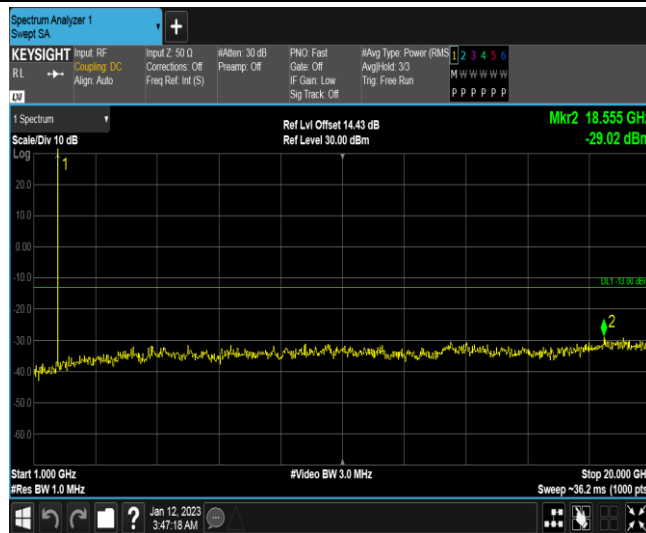 Spectrum Analyzer 1
Swept SA
+
KEYSIGHT
RL
LXI
Input: RF
Coupling: DC
Align: Auto
Input Z: 50 Ω
Corrections: Off
Freq Ref: Int (S)
#Atten: 30 dB
Preamp: Off
PNO: Fast
Gate: Off
IF Gain: Low
Sig Track: Off
#Avg Type: Power (RMS
Avg|Hold: 3/3
Trig: Free Run
1 2 3 4 5 6
M W W W W W
P P P P P P
1 Spectrum
Scale/Div 10 dB
Log
Ref Lvl Offset 14.43 dB
Ref Level 30.00 dBm
Mkr2 18.555 GHz
-29.02 dBm
1
20.0
10.0
0.00
-10.0
DL1 -13.00 dBm
-20.0
2
-30.0
-40.0
-50.0
-60.0
Start 1.000 GHz
#Video BW 3.0 MHz
Stop 20.000 GHz
#Res BW 1.0 MHz
Sweep ~36.2 ms (1000 pts)
?
Jan 12, 2023
3:47:18 AM